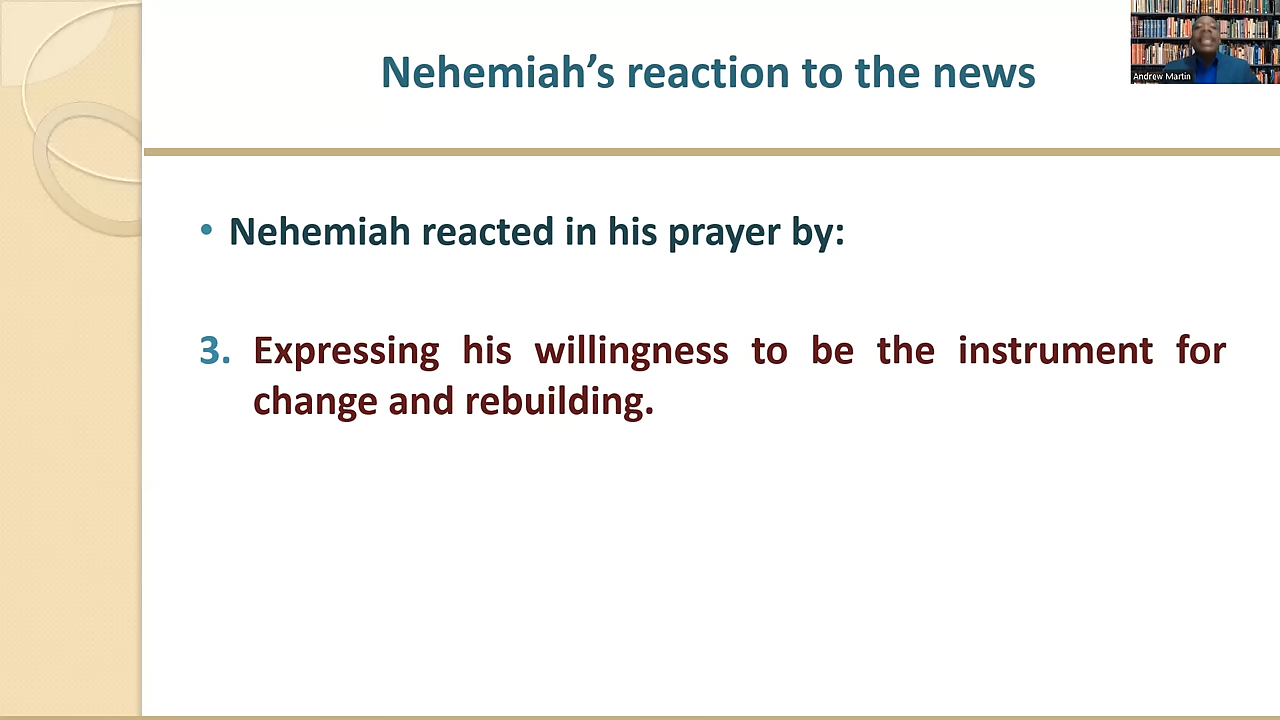 Nehemiah’s reaction to the news
Andrew Martin
• Nehemiah reacted in his prayer by:
3. Expressing his willingness to be the instrument for
change and rebuilding.